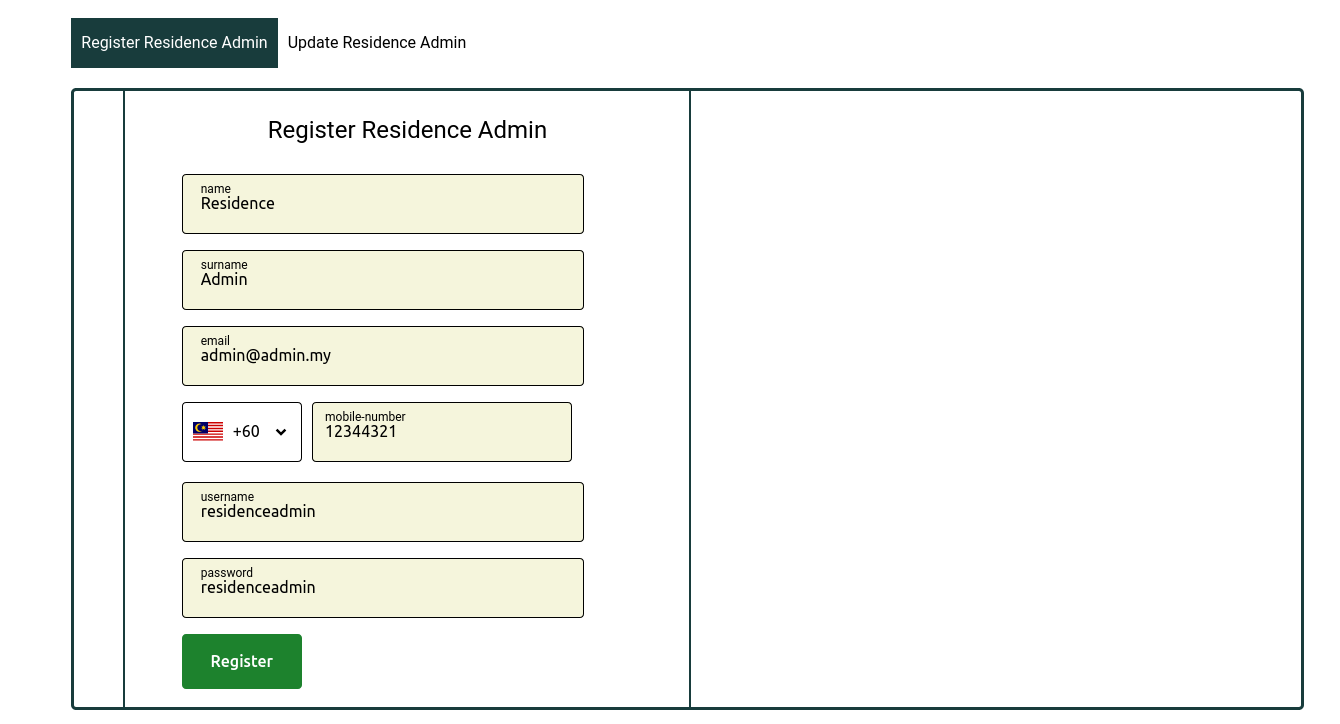 Register Residence Admin Update Residence Admin
Register Residence Admin
name
Residence
surname
Admin
email
admin@admin.my
+60
mobile-number
12344321
username
residenceadmin
password
residenceadmin
Register